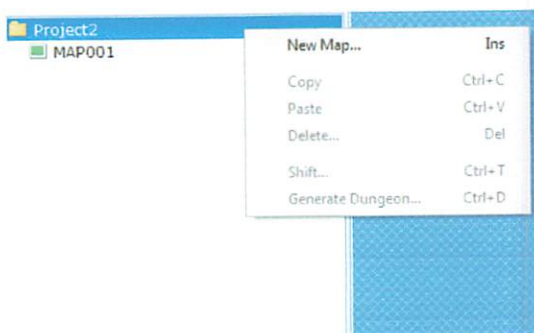 Project2
MAP001
New Map... Ins
Copy Ctrl+C
Paste Ctrl+V
Delete... Del
Shift... Ctrl+T
Generate Dungeon... Ctrl+D